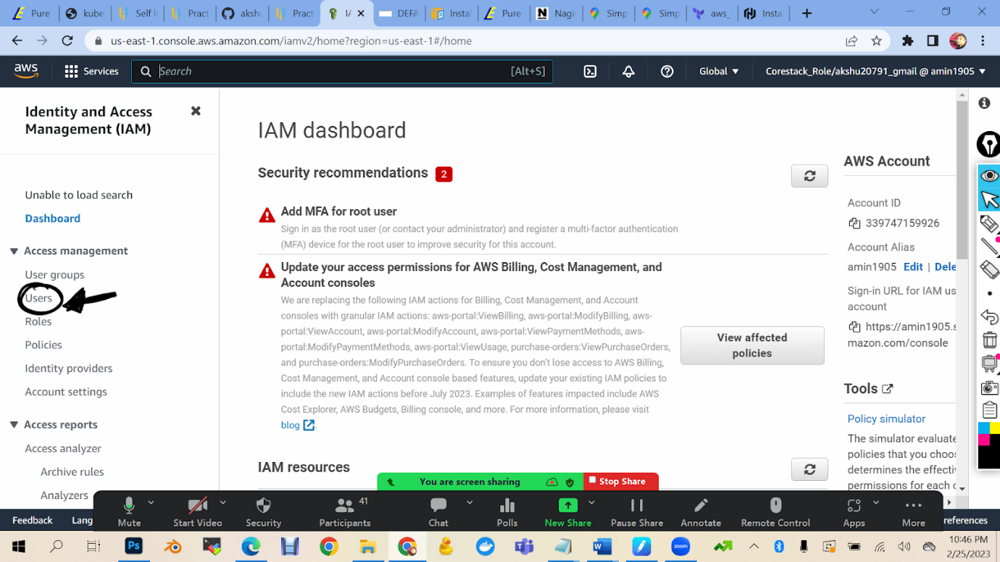 Pure
kube
Self l
Pract
akshu
Pract
IA
DEFA
Instal
Pure
Nagi
Simp
Simp
aws_
Insta
us-east-1.console.aws.amazon.com/iamv2/home?region=us-east-1#/home
aws
Services
Search
[Alt+S]
Global
Corestack_Role/akshu20791_gmail @ amin1905
Identity and Access
Management (IAM)
Unable to load search
Dashboard
Access management
User groups
Users
Roles
Policies
Identity providers
Account settings
Access reports
Access analyzer
Archive rules
Analyzers
IAM dashboard
Security recommendations 2
Add MFA for root user
Sign in as the root user (or contact your administrator) and register a multi-factor authentication
(MFA) device for the root user to improve security for this account.
Update your access permissions for AWS Billing, Cost Management, and
Account consoles
We are replacing the following IAM actions for Billing, Cost Management, and Account
consoles with granular IAM actions: aws-portal:ViewBilling, aws-portal:ModifyBilling, aws-
portal:ViewAccount, aws-portal:ModifyAccount, aws-portal:ViewPaymentMethods, aws-
portal:ModifyPaymentMethods, aws-portal:ViewUsage, purchase-orders:ViewPurchaseOrders,
and purchase-orders:ModifyPurchaseOrders. To ensure you don't lose access to AWS Billing,
Cost Management, and Account console based features, update your existing IAM policies to
include the new IAM actions before July 2023. Examples of features impacted include AWS
Cost Explorer, AWS Budgets, Billing console, and more. For more information, please visit
blog .
View affected
policies
IAM resources
AWS Account
Account ID
339747159926
Account Alias
amin1905 Edit | Dele
Sign-in URL for IAM us
account
https://amin1905.s
mazon.com/console
Tools
Policy simulator
The simulator evaluate
policies that you choos
determines the effectiv
permissions for each o
You are screen sharing
Stop Share
Feedback
Lang
references
Mute
Start Video
Security
Participants
41
Chat
Polls
New Share
Pause Share
Annotate
Remote Control
Apps
More
Ps
zoom
10:46 PM
2/25/2023